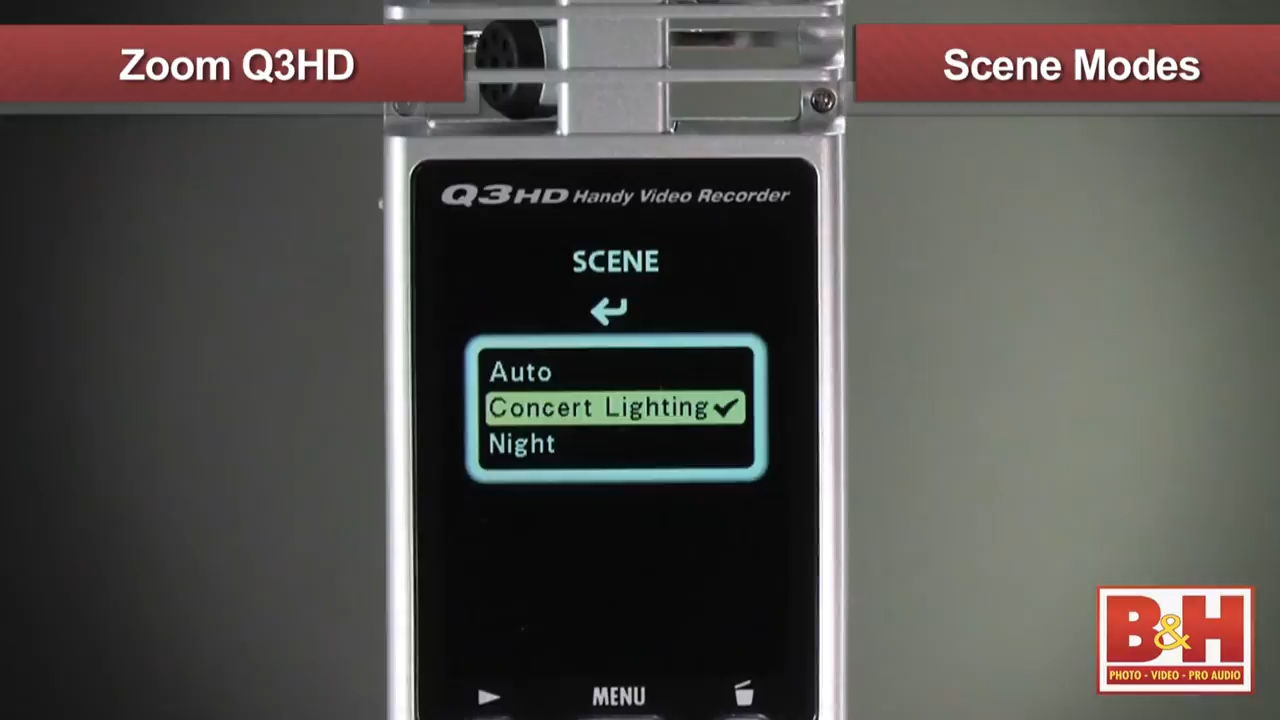 Zoom Q3HD
Scene Modes
Q3HD Handy Video Recorder
SCENE
Auto
Concert Lighting
Night
MENU
B&H
PHOTO - VIDEO - PRO AUDIO